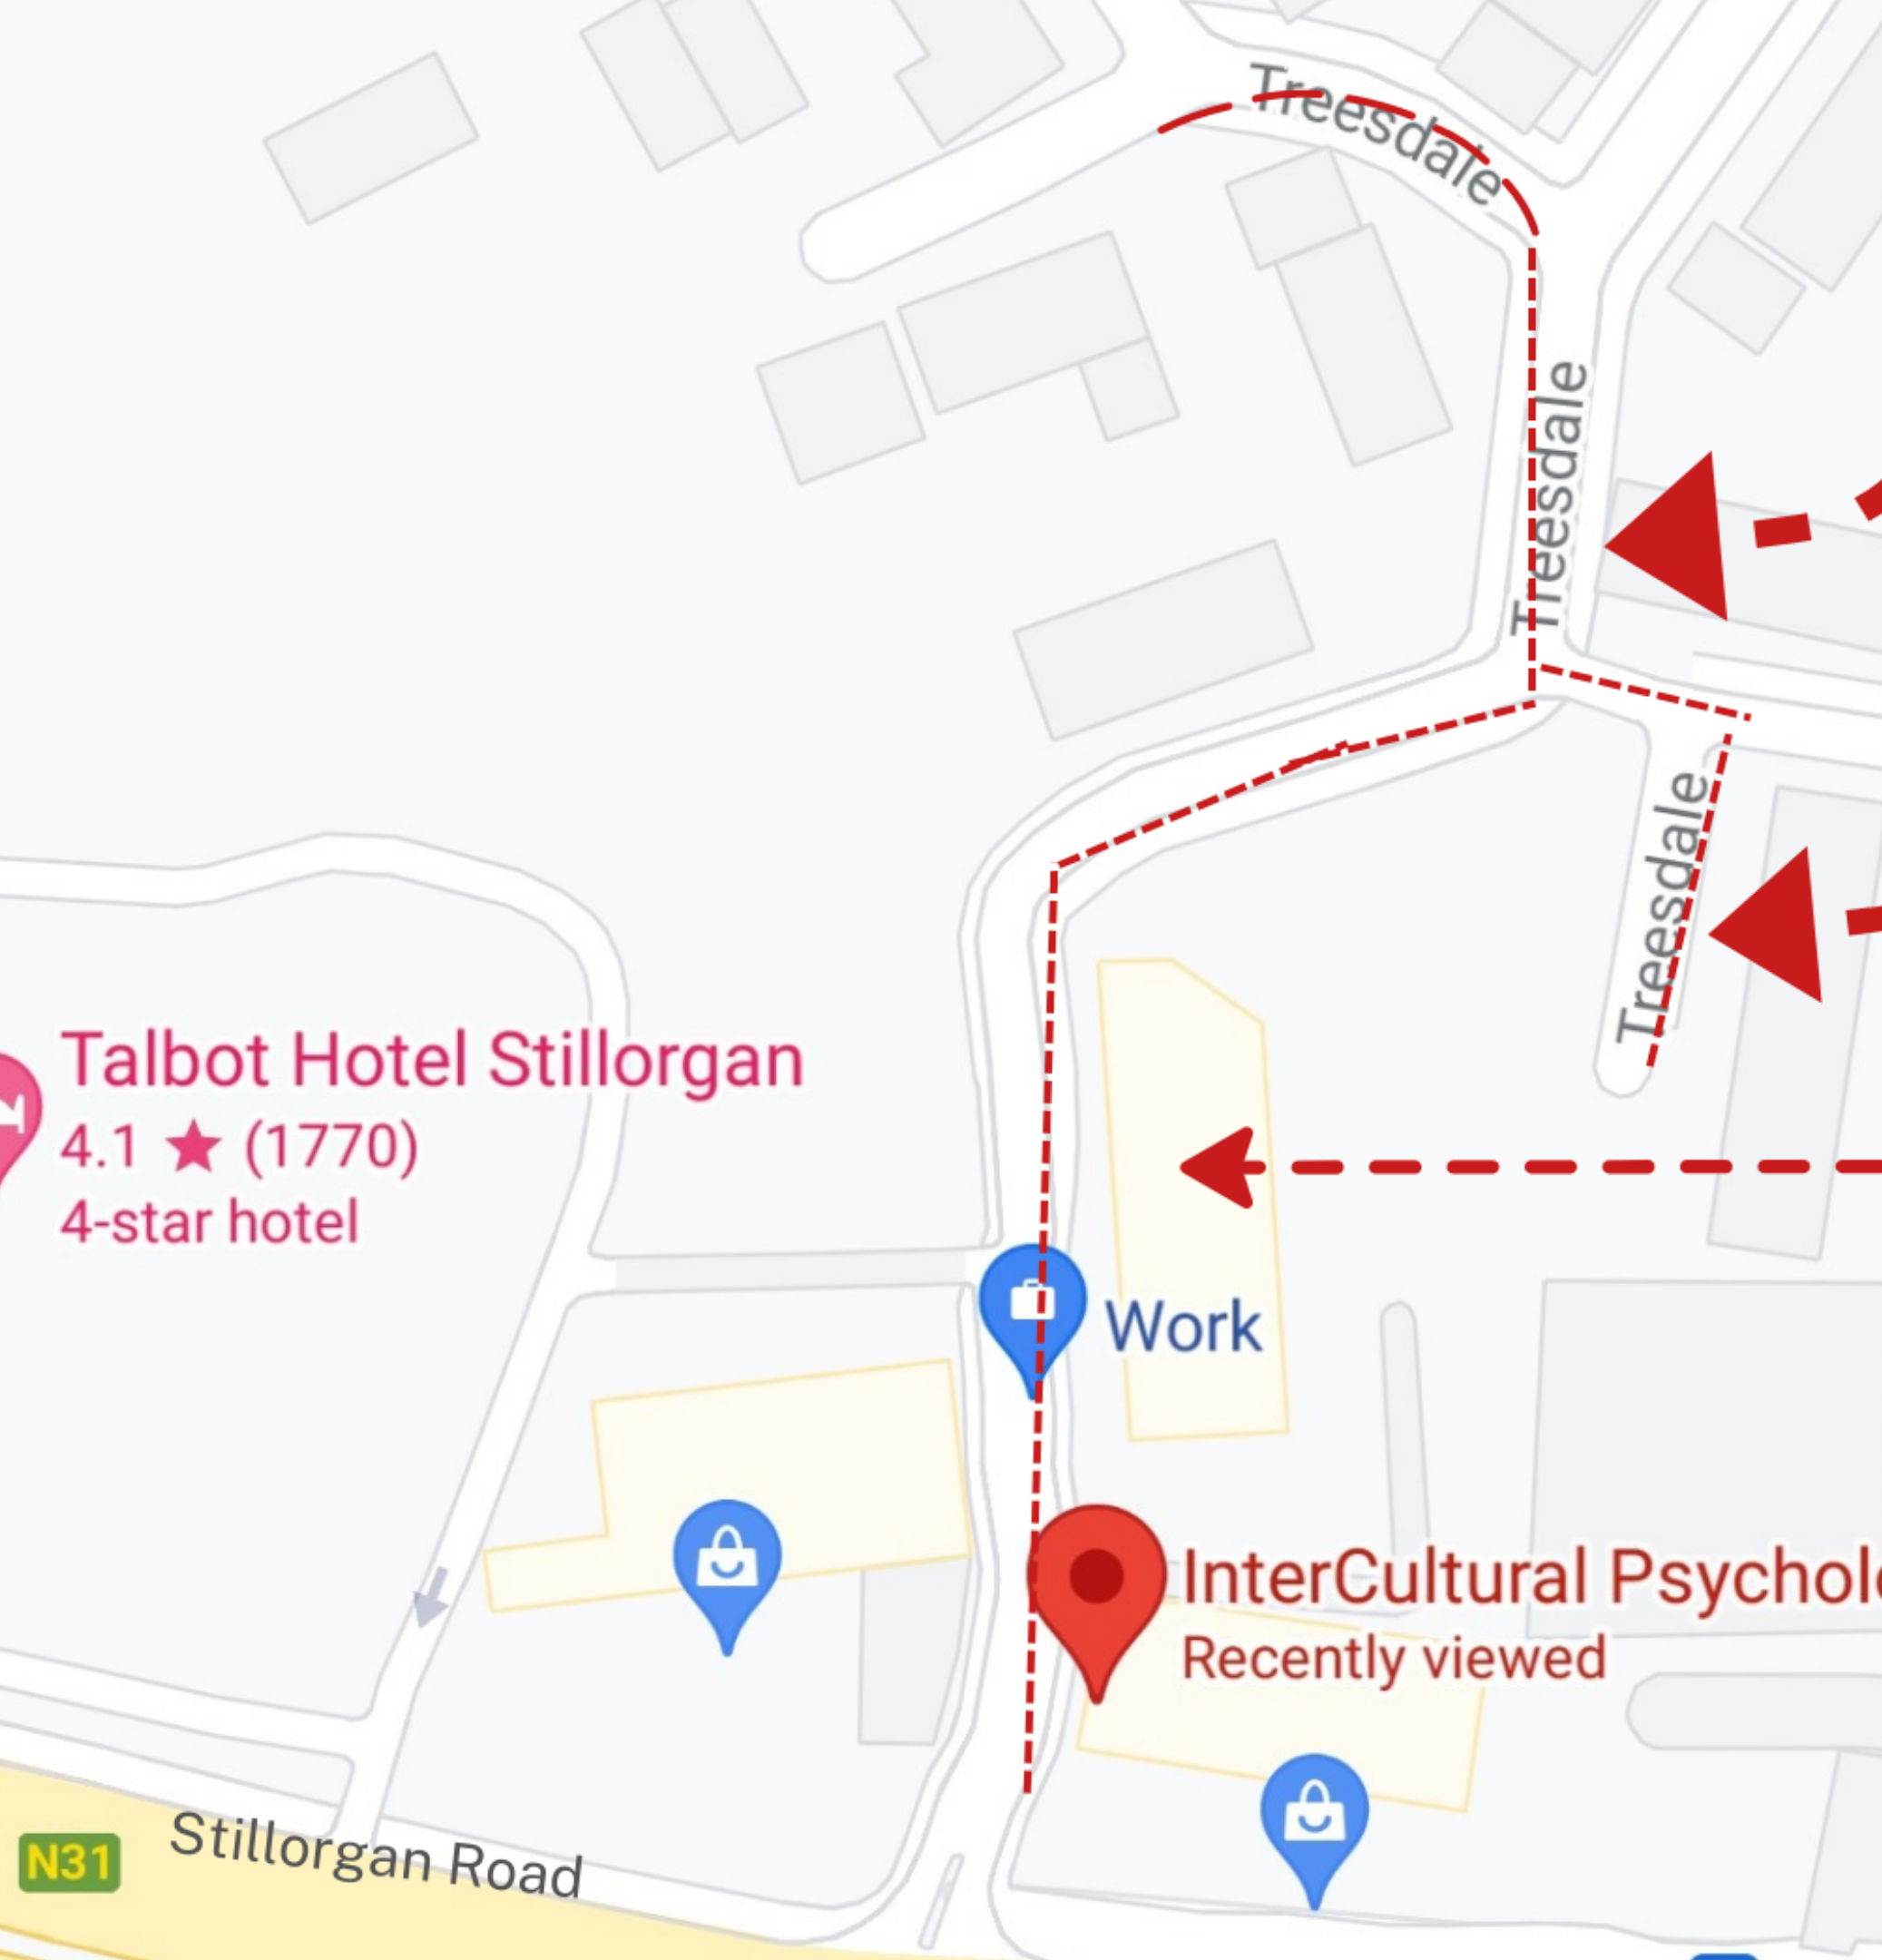 Treesdale
Treesdale
Treesdale
Talbot Hotel Stillorgan
4.1 ★ (1770)
4-star hotel
Work
InterCultural Psychol
Recently viewed
Stillorgan Road
N31